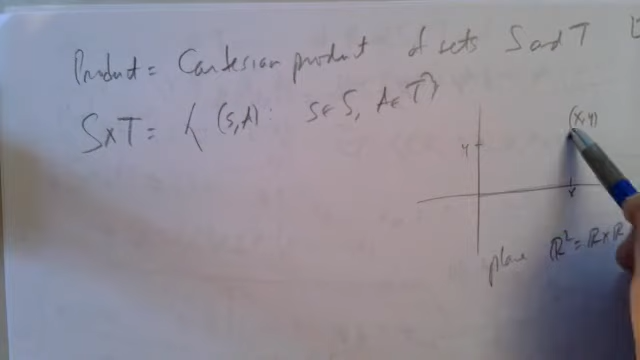 Product = Cartesian product of sets S and T
S×T = { (s,t) : s∈S, t∈T }
(x,y)
y
x
plane ℝ² = ℝ×ℝ